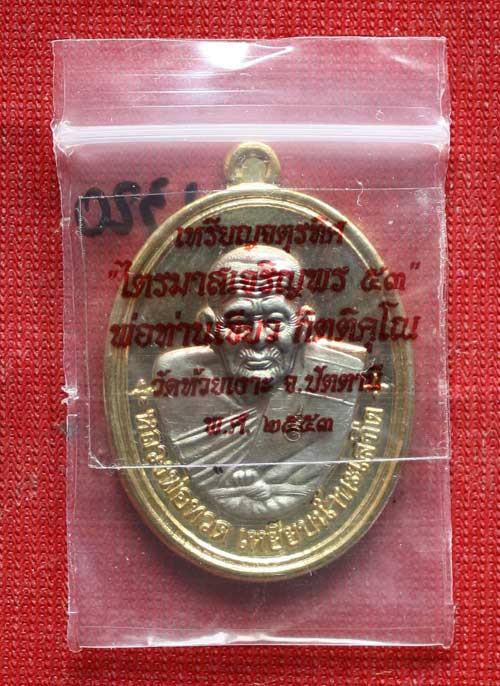 เหรียญจตุรทิศ
"ไตรมาสเจริญพร ๕๓"
พ่อท่านเขียว กิตติคุโณ
วัดห้วยเงาะ จ.ปัตตานี
พ.ศ. ๒๕๕๓
หลวงพ่อทวด เหยียบน้ำทะเลจืด